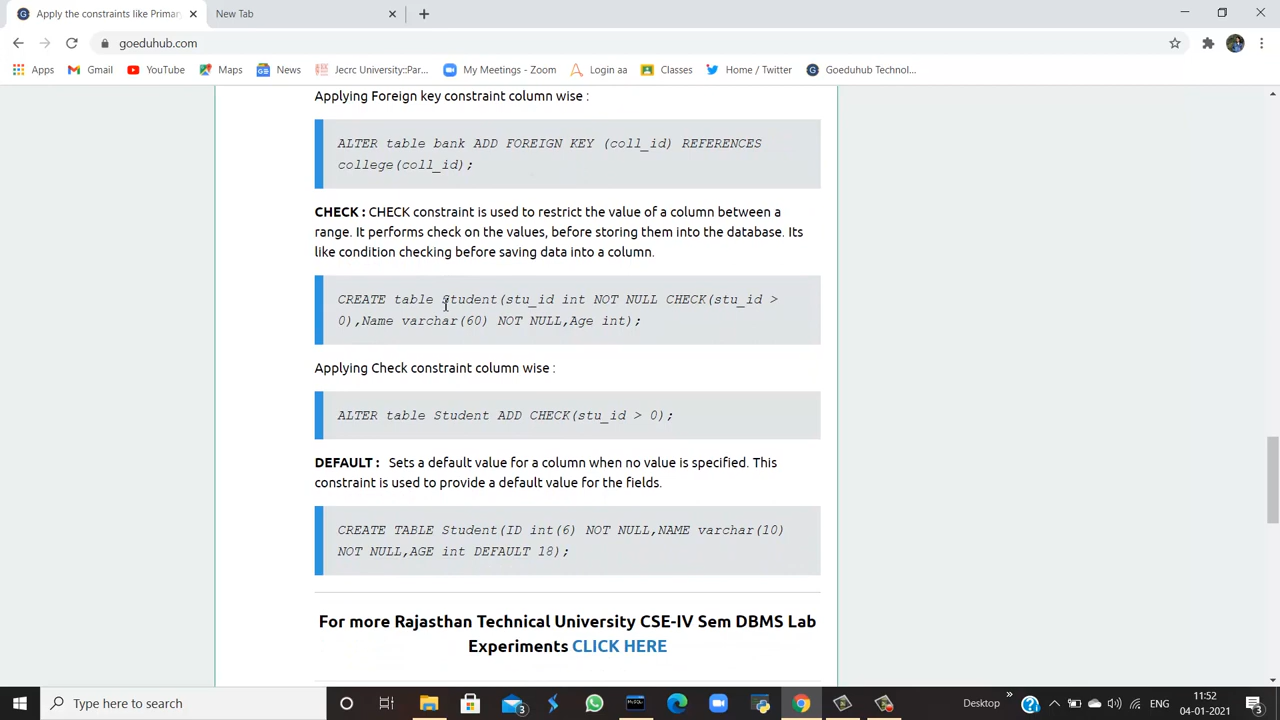 Apply the constraints like Primar
New Tab
goeduhub.com
Apps
Gmail
YouTube
Maps
News
Jecrc University::Par...
My Meetings - Zoom
Login aa
Classes
Home / Twitter
Goeduhub Technol...
Applying Foreign key constraint column wise :
ALTER table bank ADD FOREIGN KEY (coll_id) REFERENCES
college(coll_id);
CHECK : CHECK constraint is used to restrict the value of a column between a
range. It performs check on the values, before storing them into the database. Its
like condition checking before saving data into a column.
CREATE table Student(stu_id int NOT NULL CHECK(stu_id >
0),Name varchar(60) NOT NULL,Age int);
Applying Check constraint column wise :
ALTER table Student ADD CHECK(stu_id > 0);
DEFAULT : Sets a default value for a column when no value is specified. This
constraint is used to provide a default value for the fields.
CREATE TABLE Student(ID int(6) NOT NULL,NAME varchar(10)
NOT NULL,AGE int DEFAULT 18);
For more Rajasthan Technical University CSE-IV Sem DBMS Lab
Experiments CLICK HERE
Type here to search
3
Desktop
ENG
11:52
04-01-2021
3